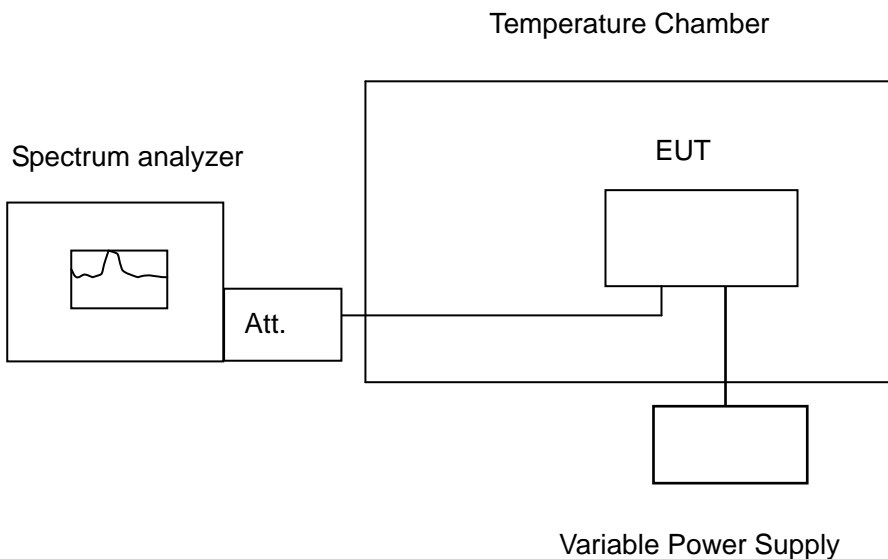 Temperature Chamber
Spectrum analyzer
EUT
Att.
Variable Power Supply